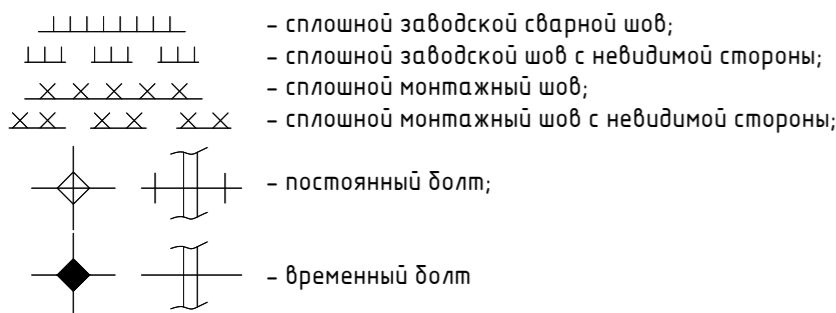 - сплошной заводской сварной шов;
- сплошной заводской шов с невидимой стороны;
- сплошной монтажный шов;
- сплошной монтажный шов с невидимой стороны;
- постоянный болт;
- временный болт